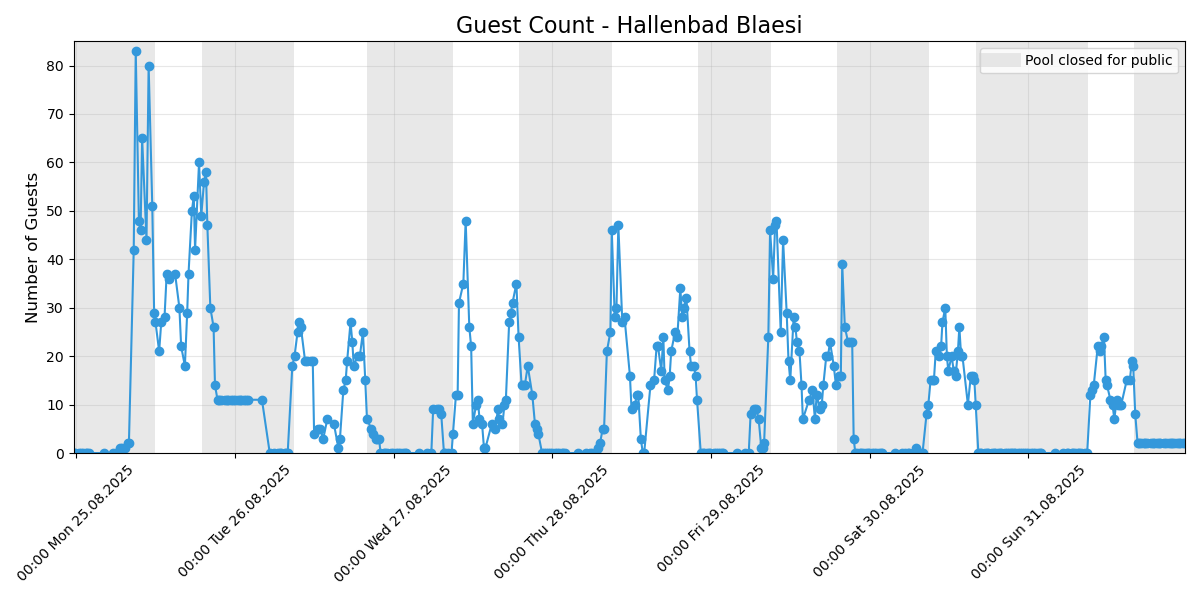 Guest Count - Hallenbad Blaesi
Pool closed for public
Number of Guests
80
70
60
50
40
30
20
10
0
00:00 Mon 25.08.2025
00:00 Tue 26.08.2025
00:00 Wed 27.08.2025
00:00 Thu 28.08.2025
00:00 Fri 29.08.2025
00:00 Sat 30.08.2025
00:00 Sun 31.08.2025